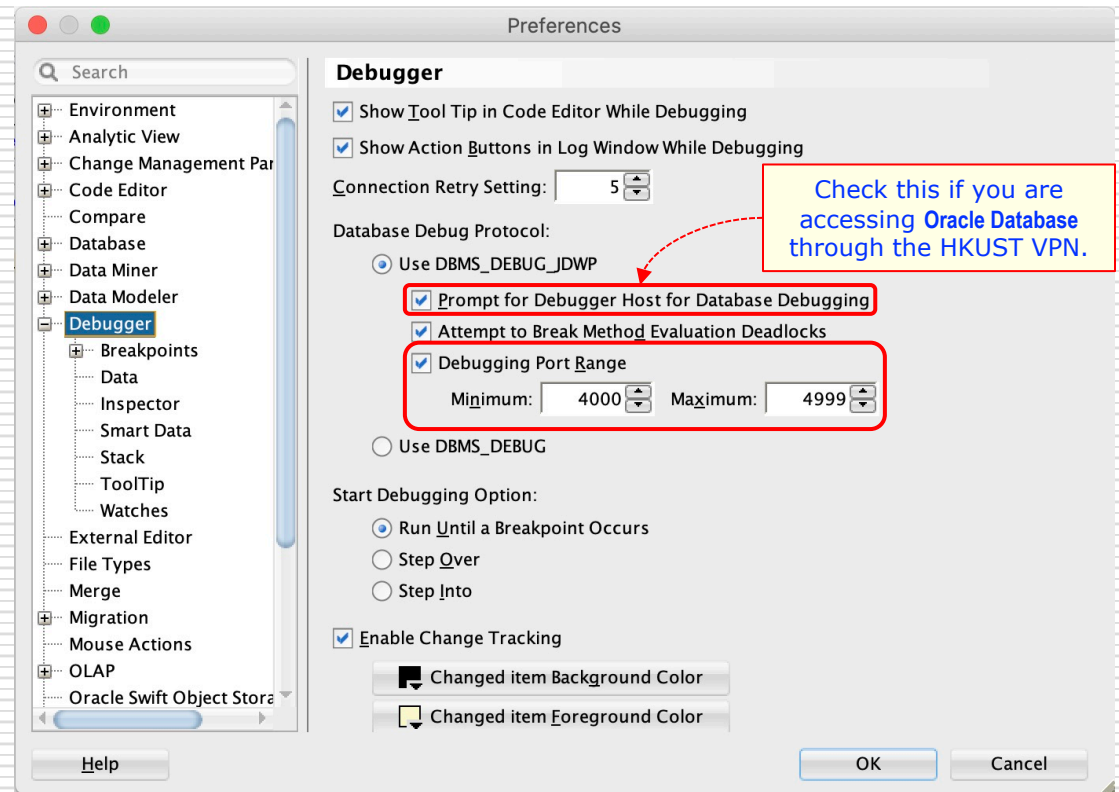 Preferences
Search
Environment
Analytic View
Change Management Par
Code Editor
Compare
Database
Data Miner
Data Modeler
Debugger
Breakpoints
Data
Inspector
Smart Data
Stack
ToolTip
Watches
External Editor
File Types
Merge
Migration
Mouse Actions
OLAP
Oracle Swift Object Stora
Debugger
Show Tool Tip in Code Editor While Debugging
Show Action Buttons in Log Window While Debugging
Connection Retry Setting: 5
Check this if you are
accessing Oracle Database
through the HKUST VPN.
Database Debug Protocol:
Use DBMS_DEBUG_JDWP
Prompt for Debugger Host for Database Debugging
Attempt to Break Method Evaluation Deadlocks
Debugging Port Range
Minimum: 4000 Maximum: 4999
Use DBMS_DEBUG
Start Debugging Option:
Run Until a Breakpoint Occurs
Step Over
Step Into
Enable Change Tracking
Changed item Background Color
Changed item Foreground Color
Help OK Cancel